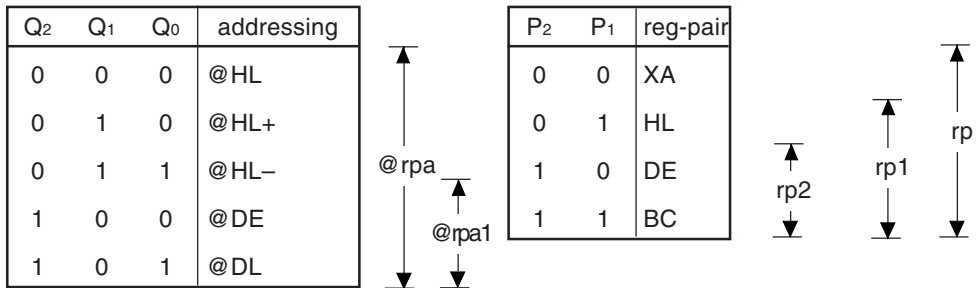 Q2 Q1 Q0 addressing
0 0 0 @HL
0 1 0 @HL+
0 1 1 @HL–
1 0 0 @DE
1 0 1 @DL
@rpa
@rpa1
P2 P1 reg-pair
0 0 XA
0 1 HL
1 0 DE
1 1 BC
rp2
rp1
rp